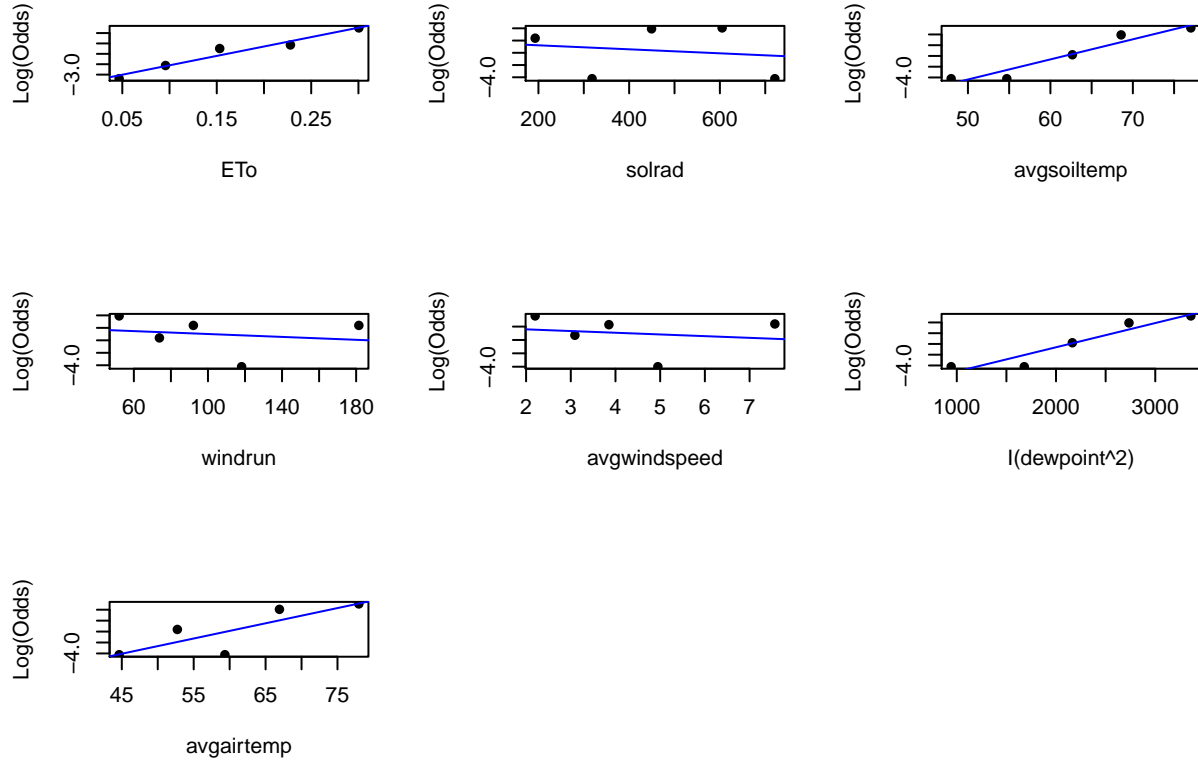 Log(Odds)
−3.0
0.05 0.15 0.25
ETo
Log(Odds)
−4.0
200 400 600
solrad
Log(Odds)
−4.0
50 60 70
avgsoiltemp
Log(Odds)
−4.0
60 100 140 180
windrun
Log(Odds)
−4.0
2 3 4 5 6 7
avgwindspeed
Log(Odds)
−4.0
1000 2000 3000
I(dewpoint^2)
Log(Odds)
−4.0
45 55 65 75
avgairtemp